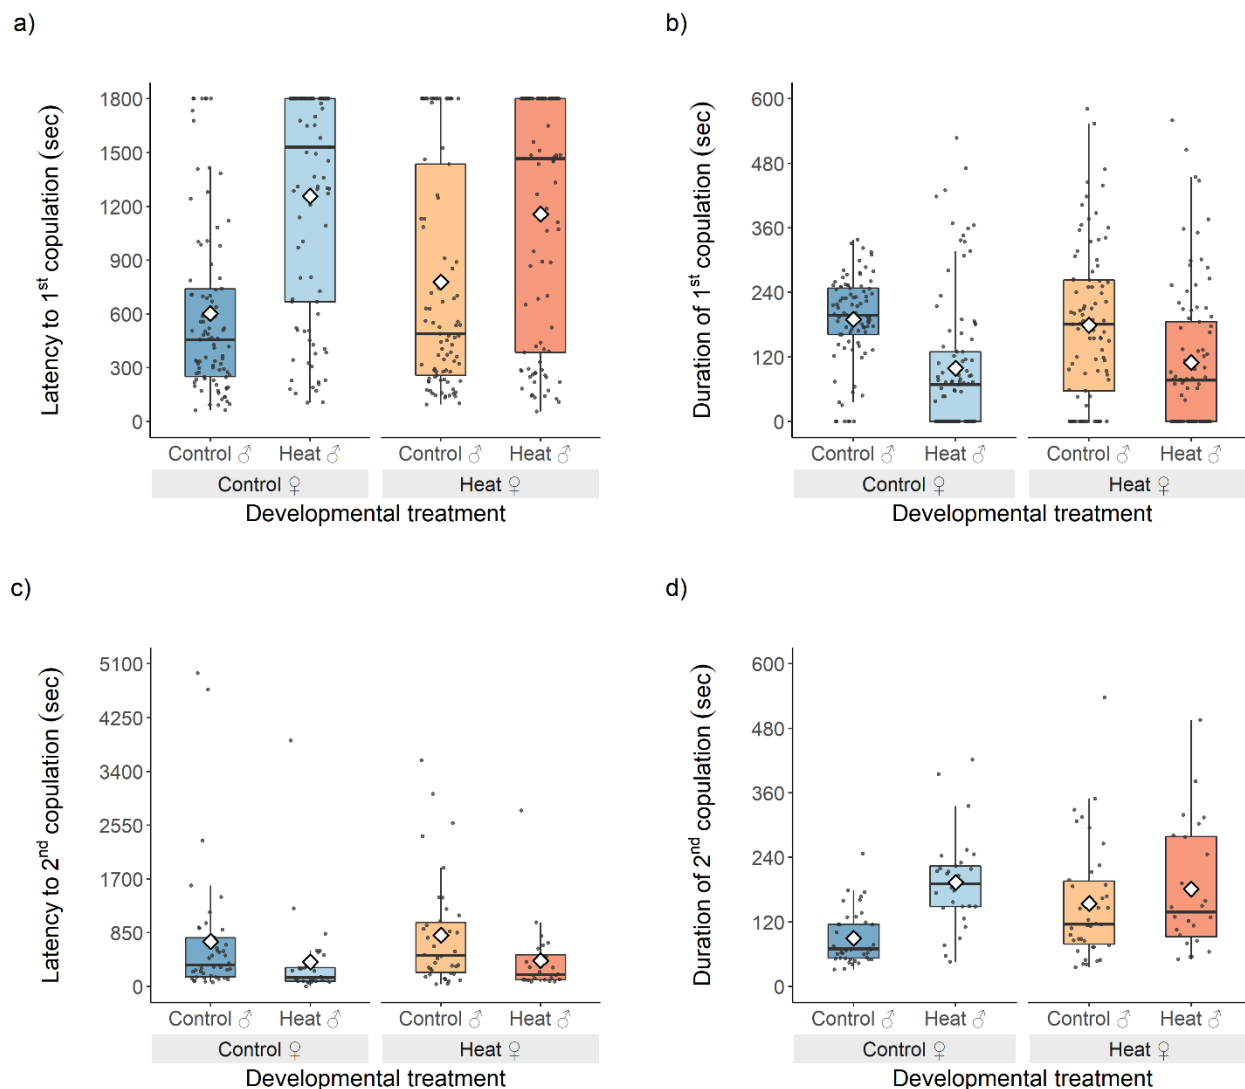 a)
Latency to 1st copulation (sec)
1800
1500
1200
900
600
300
0
Control ♂ Heat ♂ Control ♂ Heat ♂
Control ♀ Heat ♀
Developmental treatment
b)
Duration of 1st copulation (sec)
600
480
360
240
120
0
Control ♂ Heat ♂ Control ♂ Heat ♂
Control ♀ Heat ♀
Developmental treatment
c)
Latency to 2nd copulation (sec)
5100
4250
3400
2550
1700
850
0
Control ♂ Heat ♂ Control ♂ Heat ♂
Control ♀ Heat ♀
Developmental treatment
d)
Duration of 2nd copulation (sec)
600
480
360
240
120
0
Control ♂ Heat ♂ Control ♂ Heat ♂
Control ♀ Heat ♀
Developmental treatment